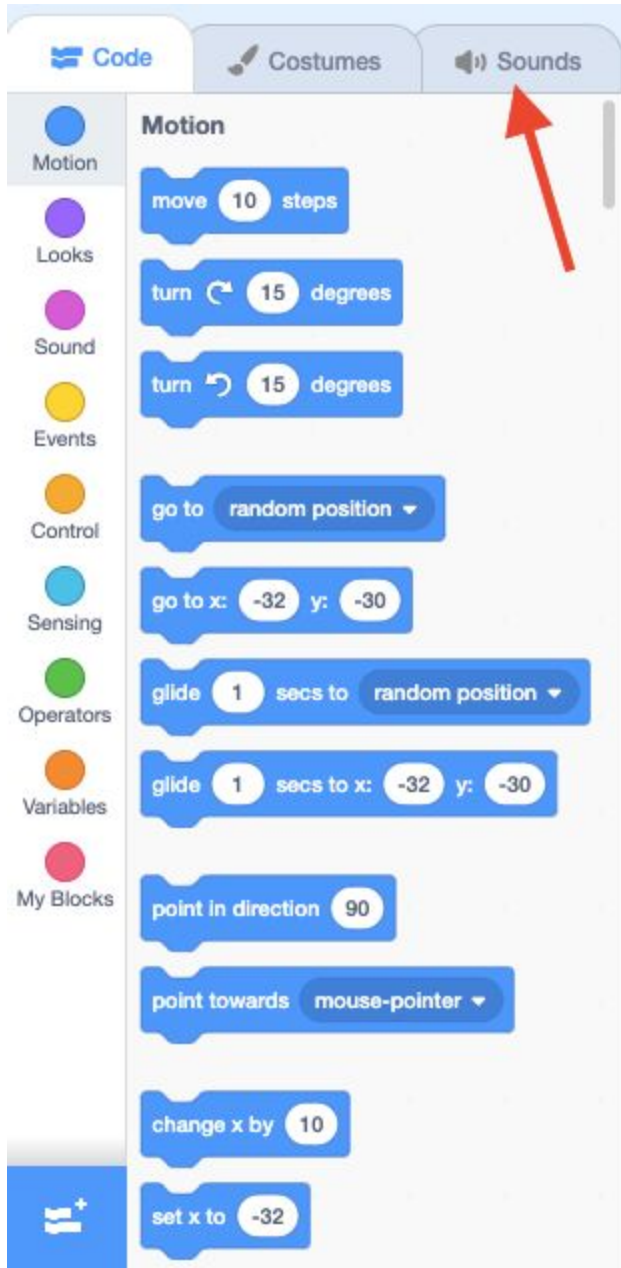 Code Costumes Sounds
Motion
Looks
Sound
Events
Control
Sensing
Operators
Variables
My Blocks
Motion
move 10 steps
turn 15 degrees
turn 15 degrees
go to random position
go to x: -32 y: -30
glide 1 secs to random position
glide 1 secs to x: -32 y: -30
point in direction 90
point towards mouse-pointer
change x by 10
set x to -32